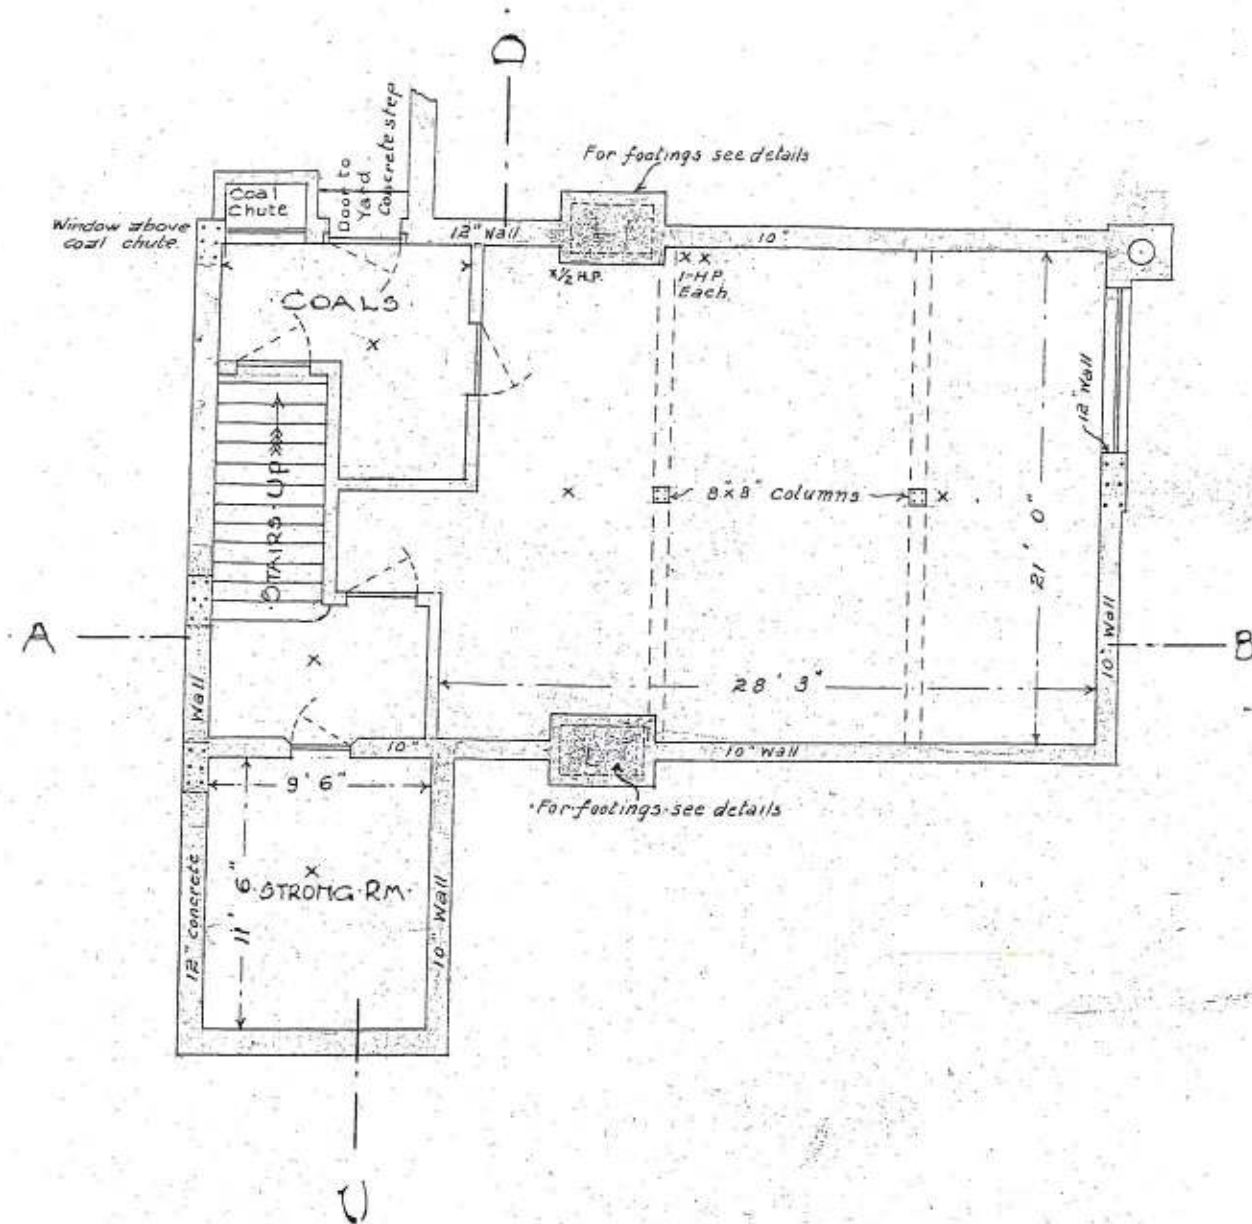 D
For footings see details
Door to
Yard.
Concrete step
Coal
Chute
Window above
coal chute.
12" Wall
10"
x ½ H.P.
x x
1-HP
Each.
COALS.
x
12" Wall
STAIRS-UP
x
8"x8" columns
x
21' 0"
A
B
10" Wall
x
28' 3"
Wall
10"
10" Wall
9' 6"
For footings see details
12" concrete
11' 6"
x
STRONG.RM.
10" Wall
C